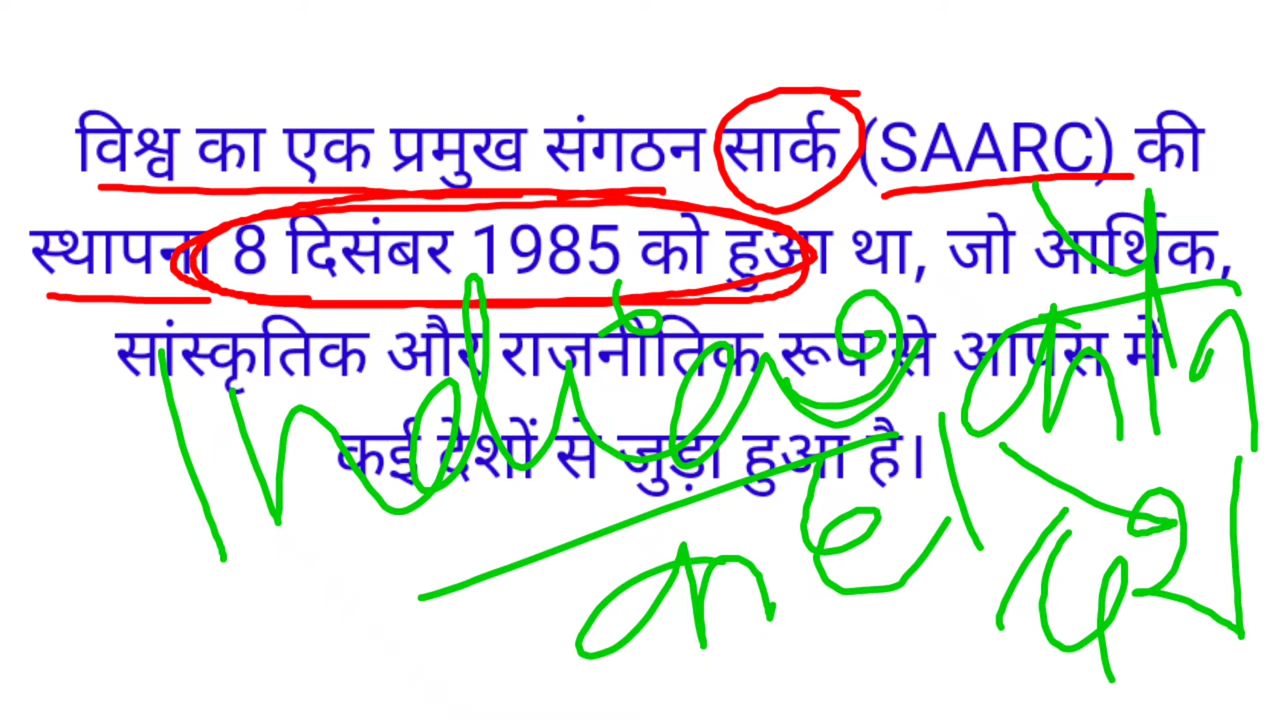 विश्व का एक प्रमुख संगठन सार्क (SAARC) की
स्थापना 8 दिसंबर 1985 को हुआ था, जो आर्थिक,
सांस्कृतिक और राजनीतिक रूप से आपस में
कई देशों से जुड़ा हुआ है।
India